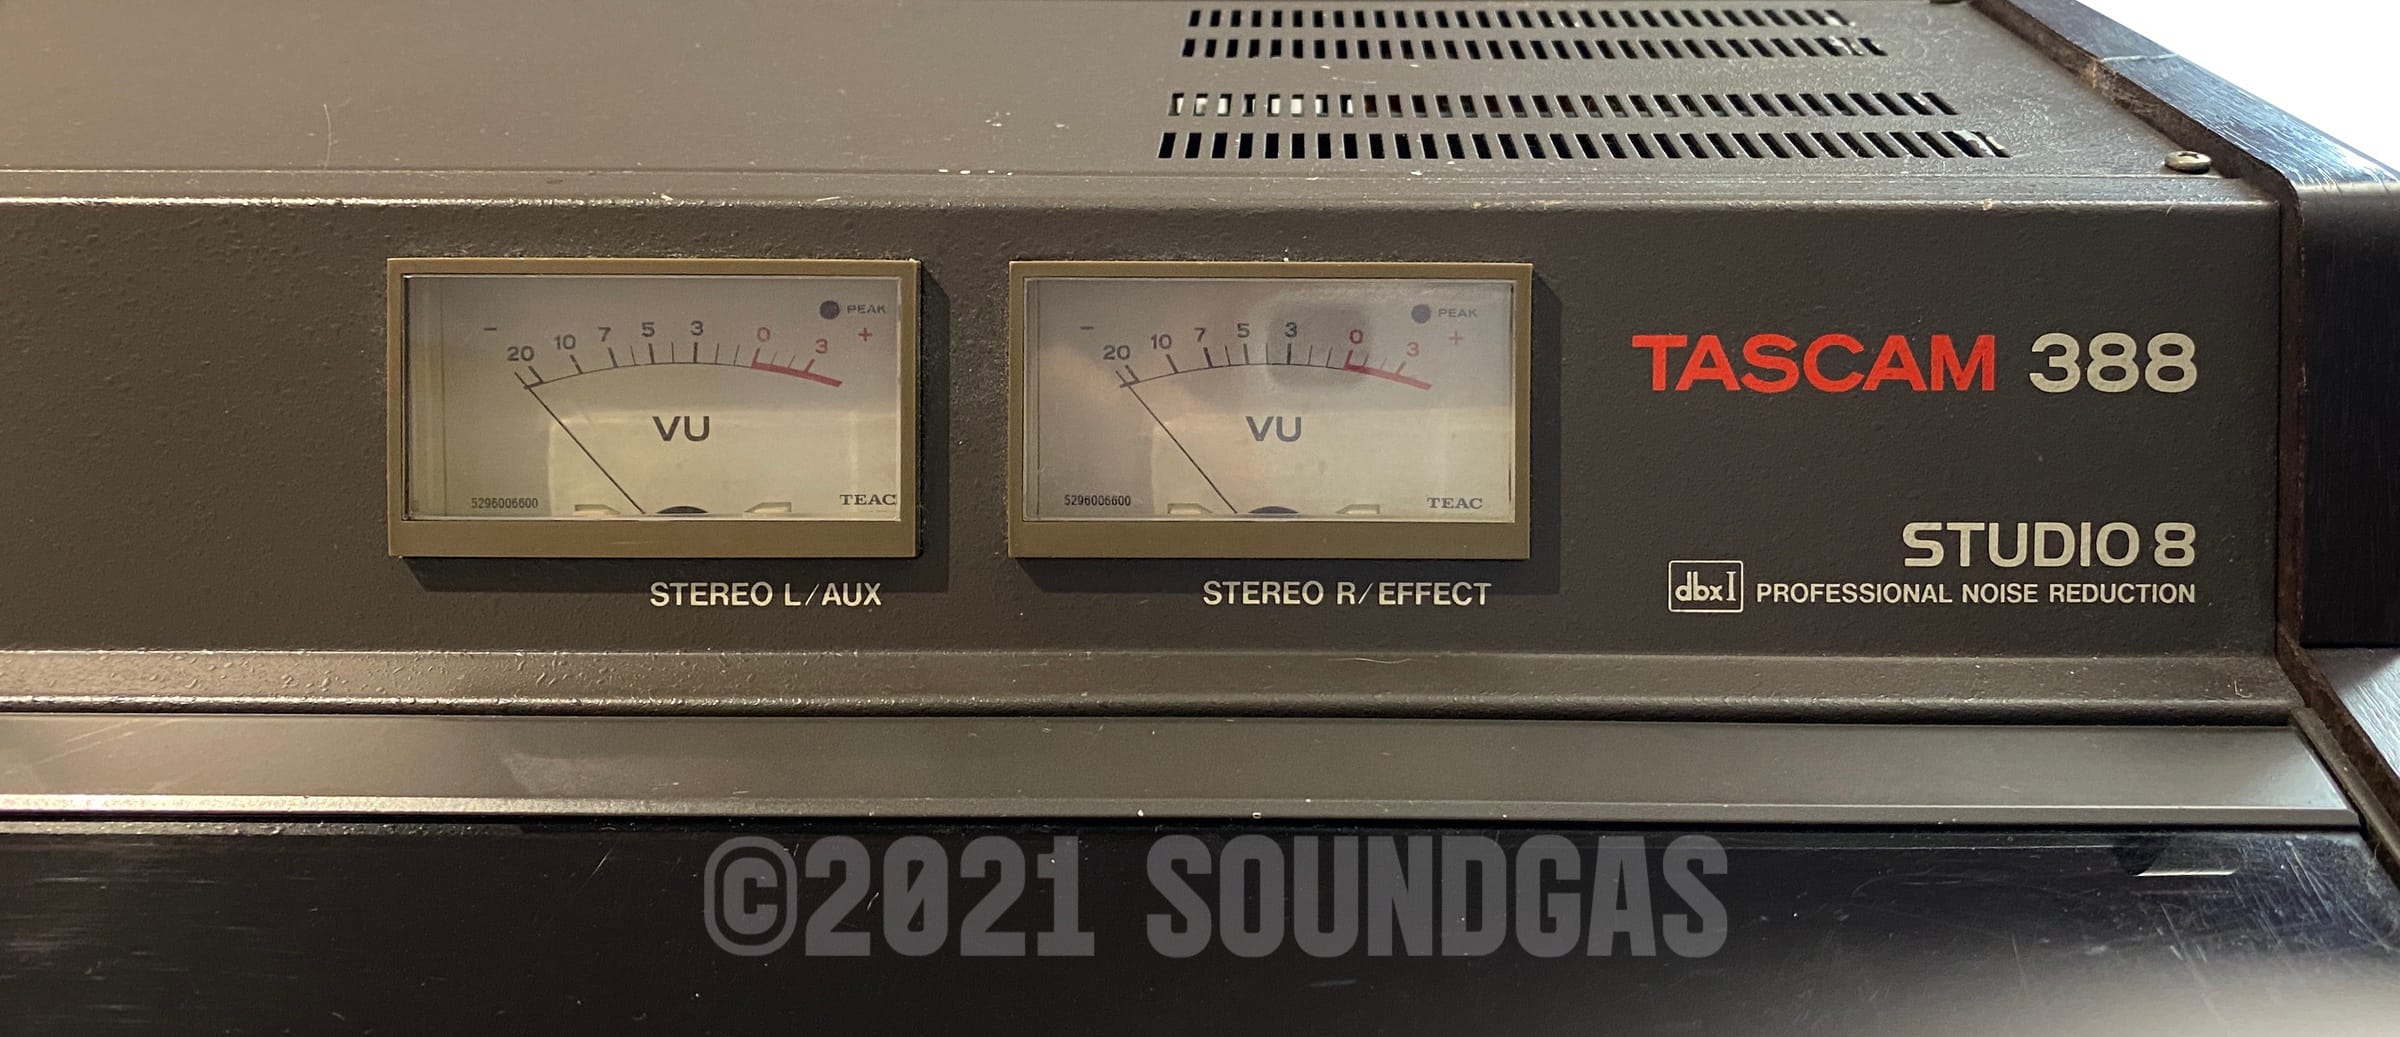 PEAK
- 20 10 7 5 3 0 3 +
VU
5296006600 TEAC
STEREO L/AUX
PEAK
- 20 10 7 5 3 0 3 +
VU
5296006600 TEAC
STEREO R/EFFECT
TASCAM 388
STUDIO 8
dbx I PROFESSIONAL NOISE REDUCTION
©2021 SOUNDGAS